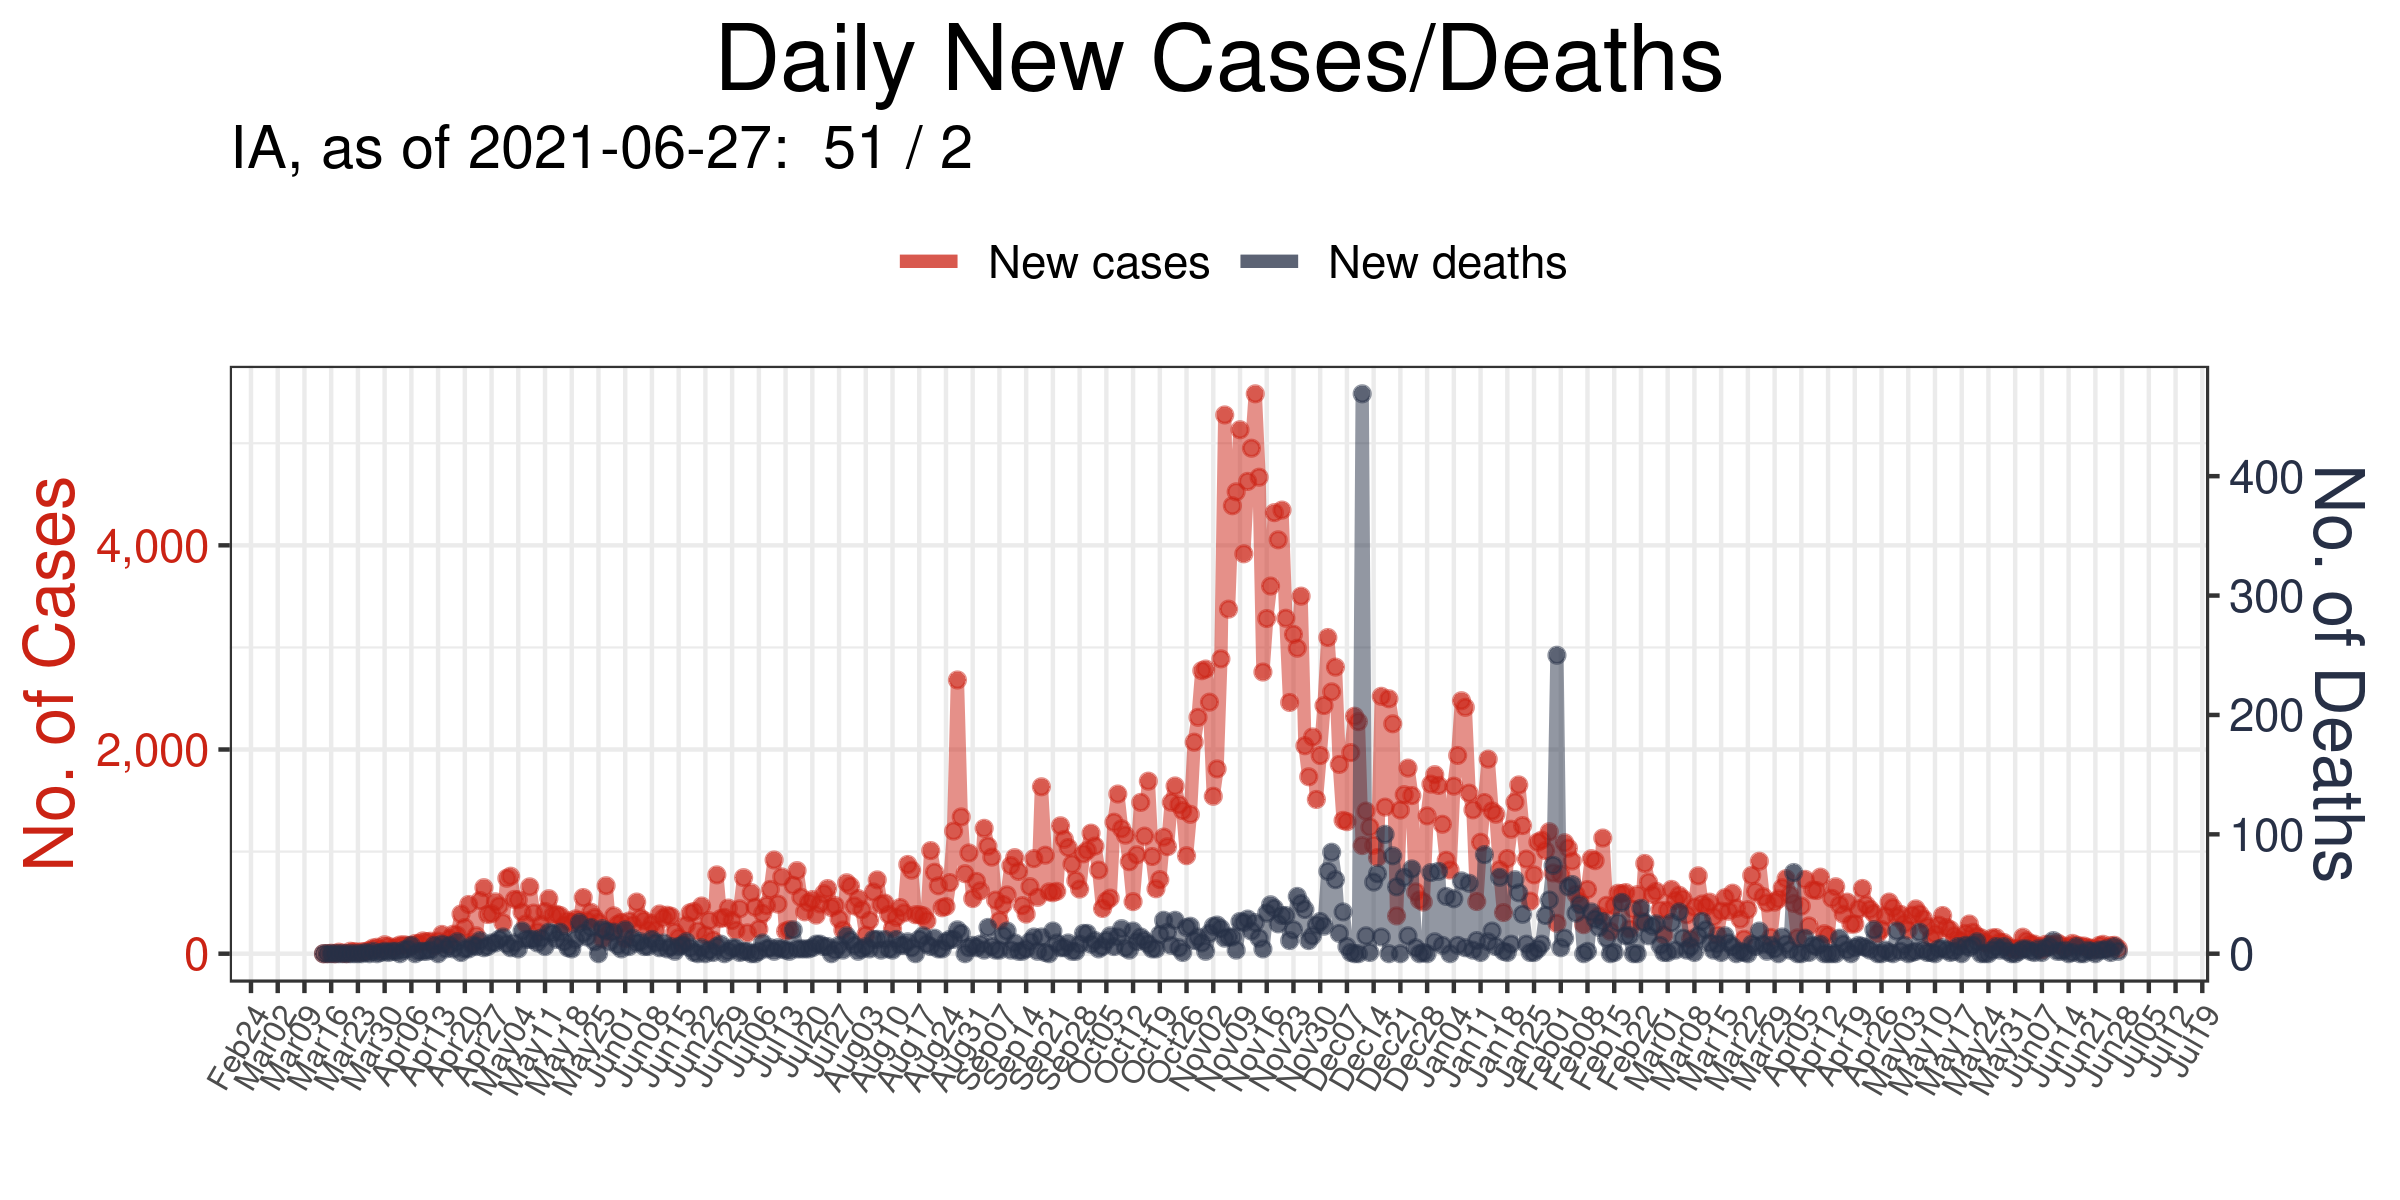 Daily New Cases/Deaths
IA, as of 2021-06-27:  51 / 2
New cases
New deaths
No. of Cases
4,000
2,000
0
400
300
200
100
0
No. of Deaths
Feb24
Mar02
Mar09
Mar16
Mar23
Mar30
Apr06
Apr13
Apr20
Apr27
May04
May11
May18
May25
Jun01
Jun08
Jun15
Jun22
Jun29
Jul06
Jul13
Jul20
Jul27
Aug03
Aug10
Aug17
Aug24
Aug31
Sep07
Sep14
Sep21
Sep28
Oct05
Oct12
Oct19
Oct26
Nov02
Nov09
Nov16
Nov23
Nov30
Dec07
Dec14
Dec21
Dec28
Jan04
Jan11
Jan18
Jan25
Feb01
Feb08
Feb15
Feb22
Mar01
Mar08
Mar15
Mar22
Mar29
Apr05
Apr12
Apr19
Apr26
May03
May10
May17
May24
May31
Jun07
Jun14
Jun21
Jun28
Jul05
Jul12
Jul19